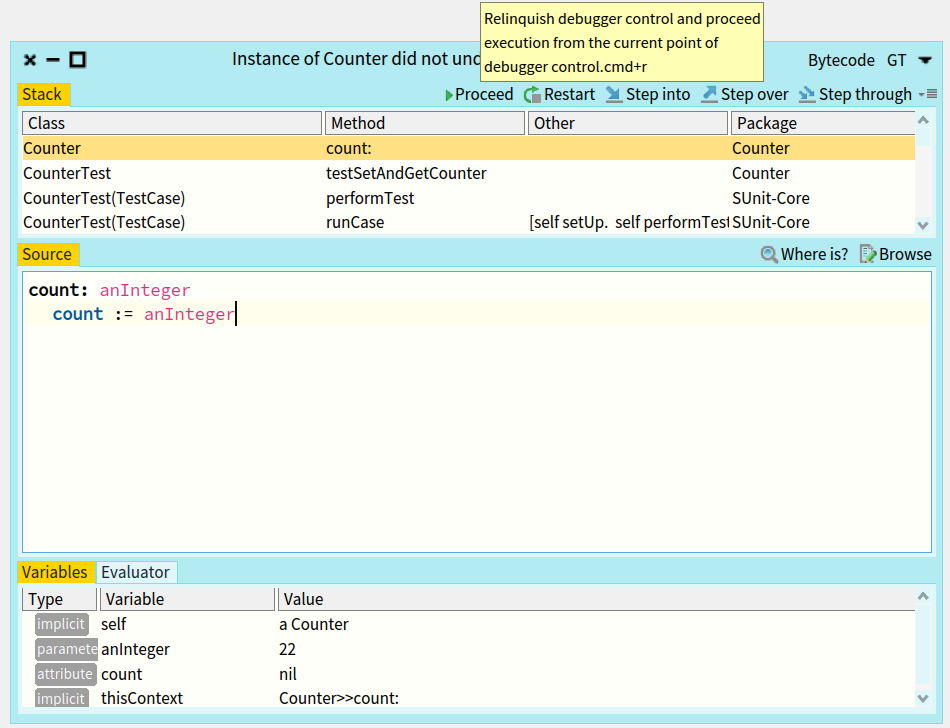 Relinquish debugger control and proceed
execution from the current point of
debugger control.cmd+r
Instance of Counter did not und
Bytecode GT
Stack
Proceed Restart Step into Step over Step through
Class Method Other Package
Counter count: Counter
CounterTest testSetAndGetCounter Counter
CounterTest(TestCase) performTest SUnit-Core
CounterTest(TestCase) runCase [self setUp. self performTest SUnit-Core
Source Where is? Browse
count: anInteger
count := anInteger
Variables Evaluator
Type Variable Value
implicit self a Counter
paramete anInteger 22
attribute count nil
implicit thisContext Counter>>count: